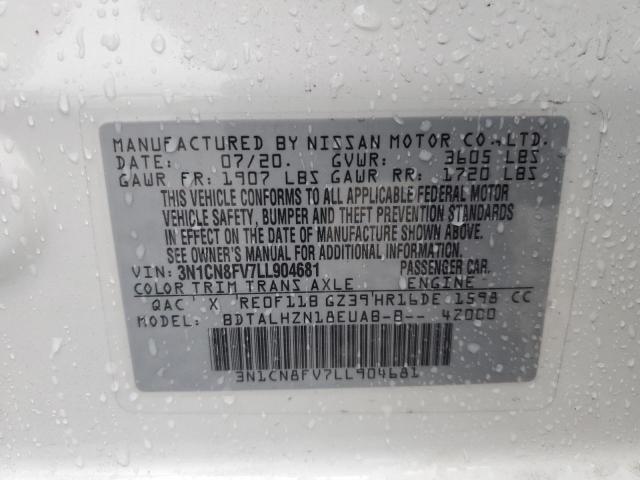 MANUFACTURED BY NISSAN MOTOR CO.,LTD.
DATE: 07/20. GVWR: 3605 LBS
GAWR FR: 1907 LBS GAWR RR: 1720 LBS
THIS VEHICLE CONFORMS TO ALL APPLICABLE FEDERAL MOTOR
VEHICLE SAFETY, BUMPER AND THEFT PREVENTION STANDARDS
IN EFFECT ON THE DATE OF MANUFACTURE SHOWN ABOVE.
SEE OWNER'S MANUAL FOR ADDITIONAL INFORMATION.
VIN: 3N1CN8FV7LL904681 PASSENGER CAR.
COLOR TRIM TRANS AXLE ENGINE
QAC X RE0F11B GZ39 HR16DE 1598 CC
MODEL: BDTALHZN18EUAB-B-- 42000
3N1CN8FV7LL904681